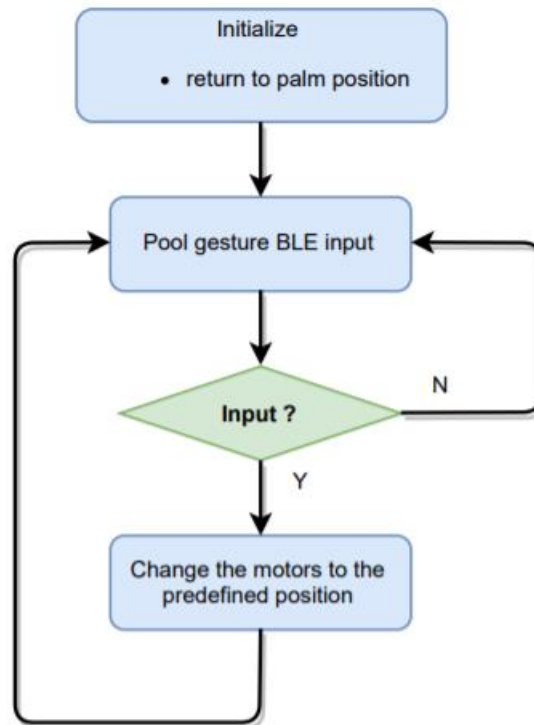 Initialize
• return to palm position
Pool gesture BLE input
Input ?
N
Y
Change the motors to the
predefined position